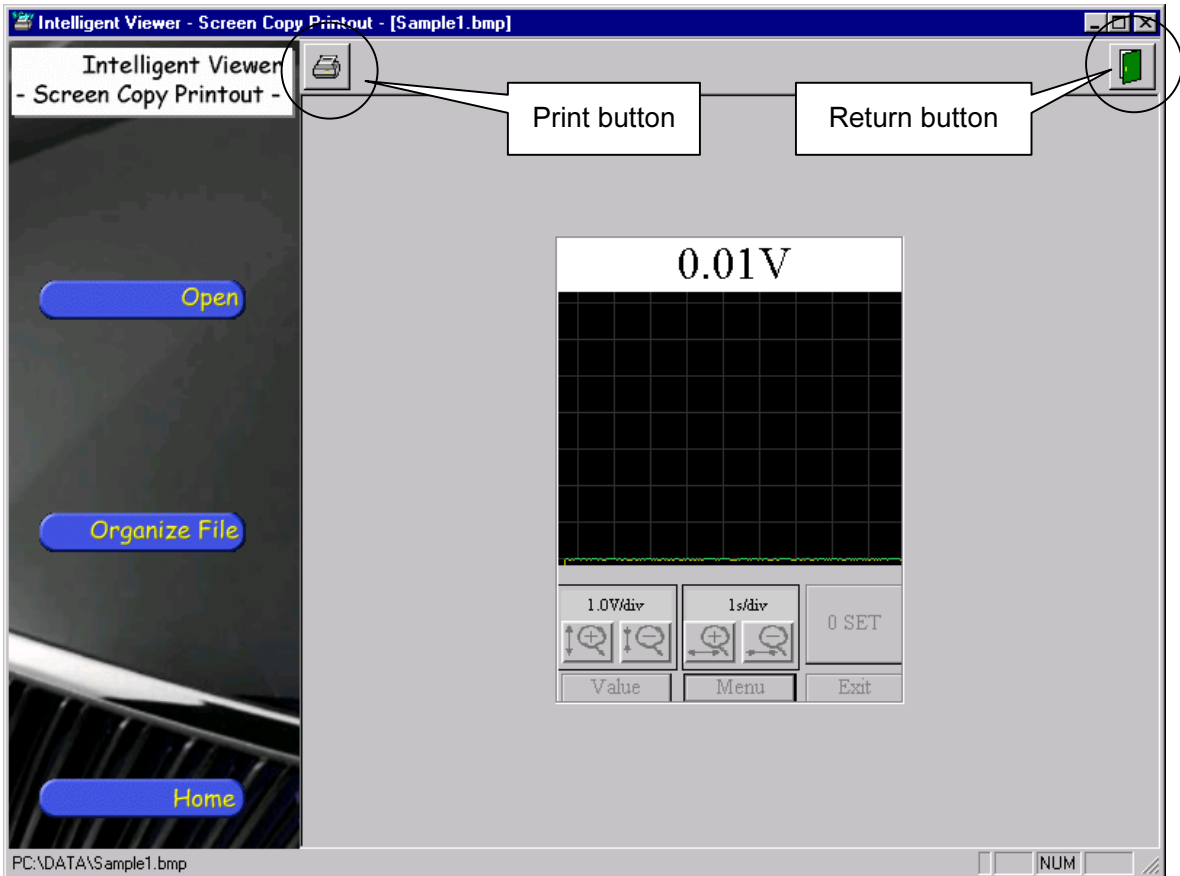 Intelligent Viewer - Screen Copy Printout - [Sample1.bmp]
Intelligent Viewer
- Screen Copy Printout -
Print button
Return button
0.01V
Open
Organize File
1.0V/div
1s/div
0 SET
Value
Menu
Exit
Home
PC:\DATA\Sample1.bmp
NUM